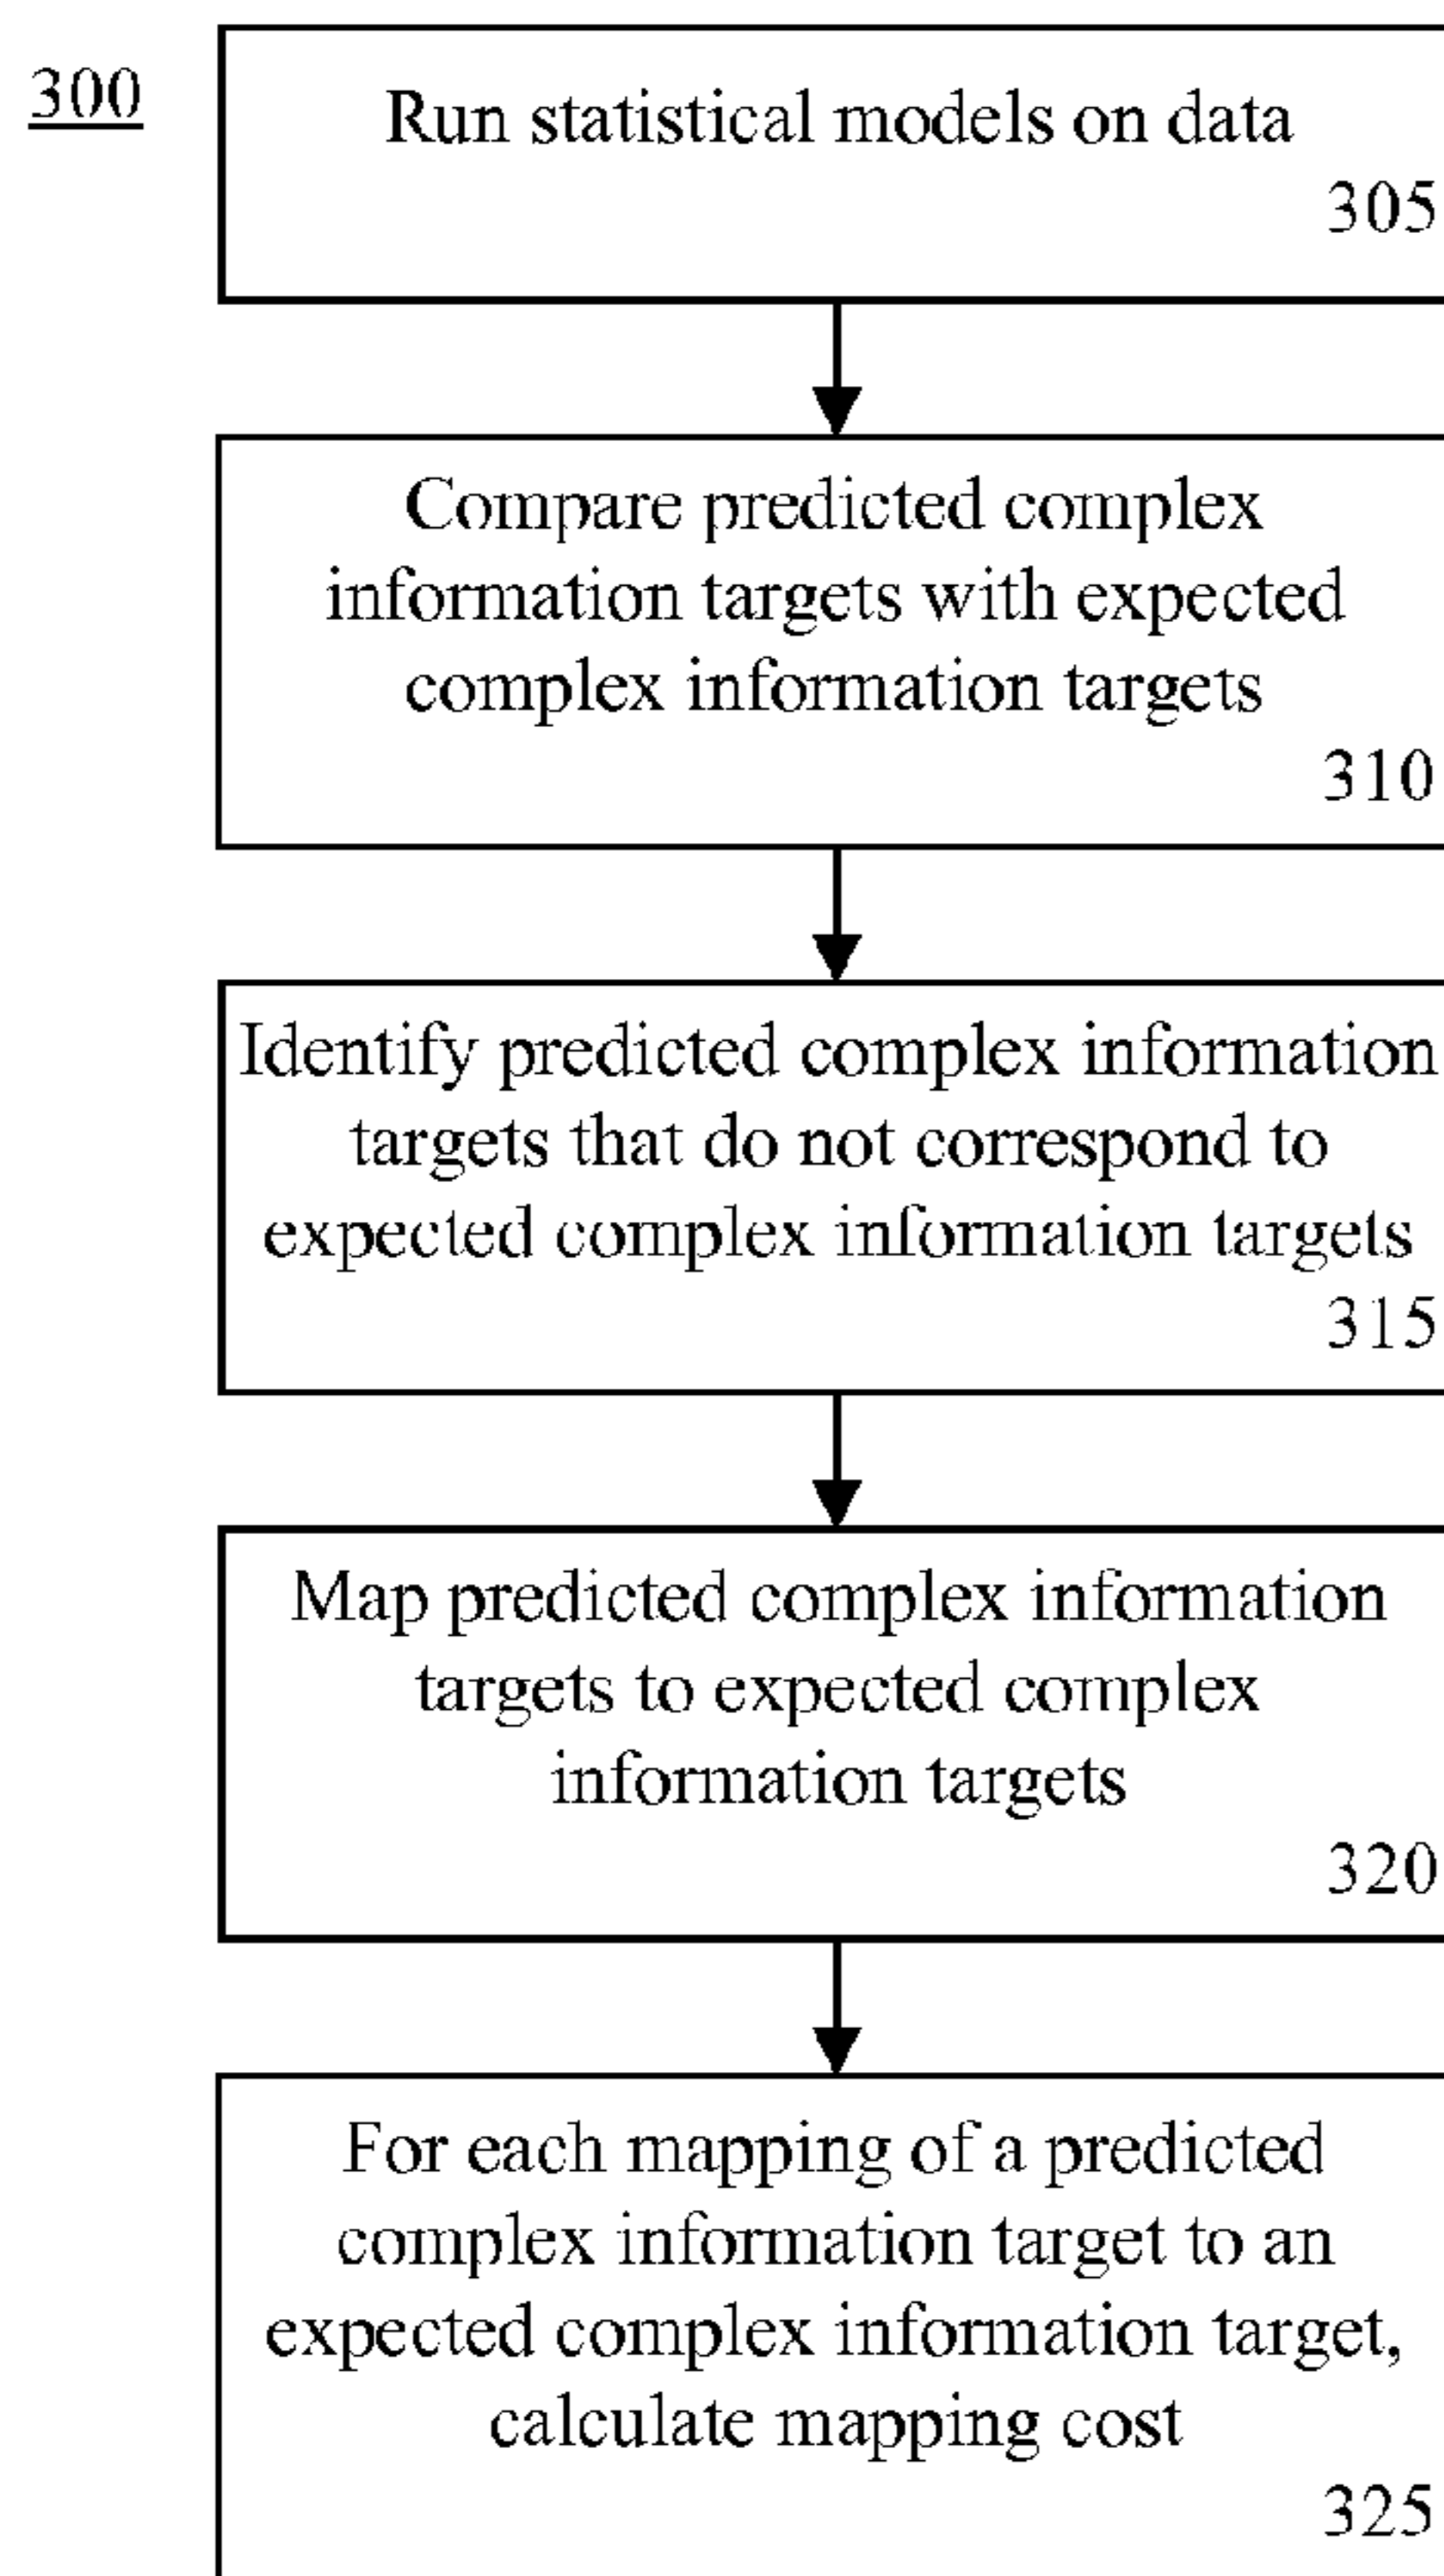 300
Run statistical models on data
305
Compare predicted complex
information targets with expected
complex information targets
310
Identify predicted complex information
targets that do not correspond to
expected complex information targets
315
Map predicted complex information
targets to expected complex
information targets
320
For each mapping of a predicted
complex information target to an
expected complex information target,
calculate mapping cost
325